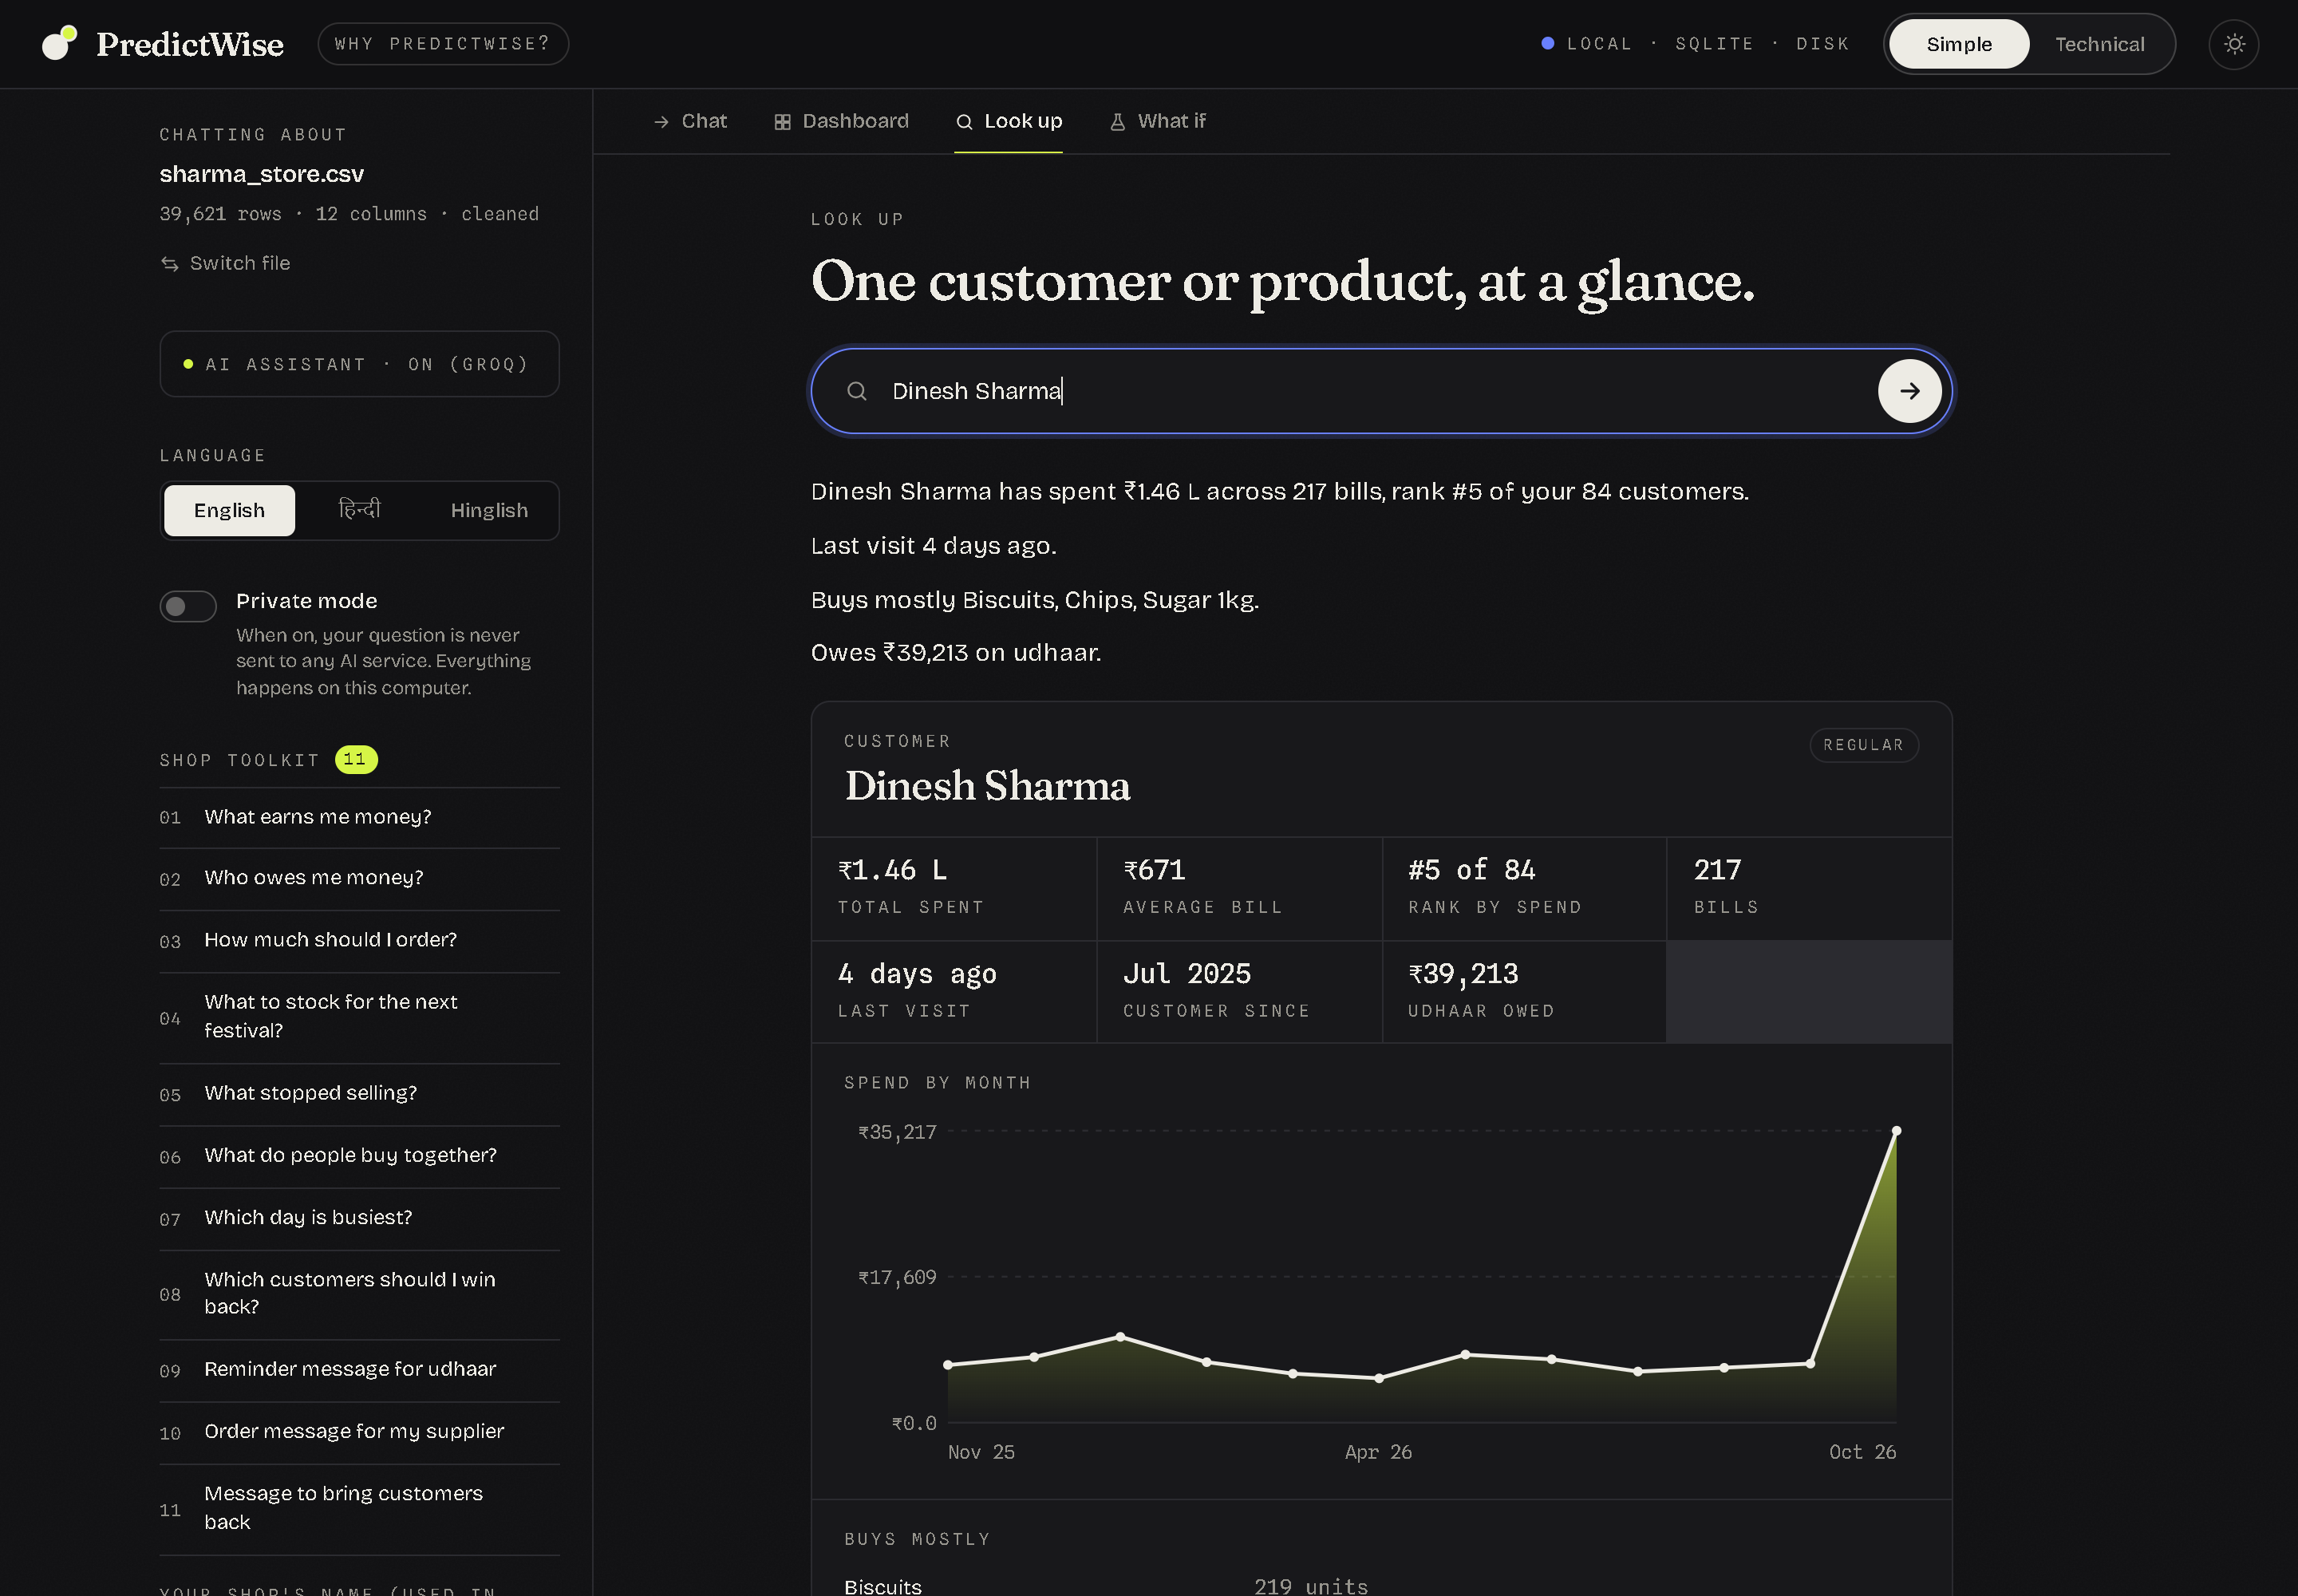 PredictWise
WHY PREDICTWISE?
LOCAL · SQLITE · DISK
Simple
Technical
CHATTING ABOUT
sharma_store.csv
39,621 rows · 12 columns · cleaned
Switch file
AI ASSISTANT · ON (GROQ)
LANGUAGE
English
हिन्दी
Hinglish
Private mode
When on, your question is never
sent to any AI service. Everything
happens on this computer.
SHOP TOOLKIT 11
01 What earns me money?
02 Who owes me money?
03 How much should I order?
04 What to stock for the next
festival?
05 What stopped selling?
06 What do people buy together?
07 Which day is busiest?
08 Which customers should I win
back?
09 Reminder message for udhaar
10 Order message for my supplier
11 Message to bring customers
back
YOUR SHOP'S NAME (USED IN
Chat
Dashboard
Look up
What if
LOOK UP
One customer or product, at a glance.
Dinesh Sharma
Dinesh Sharma has spent ₹1.46 L across 217 bills, rank #5 of your 84 customers.
Last visit 4 days ago.
Buys mostly Biscuits, Chips, Sugar 1kg.
Owes ₹39,213 on udhaar.
CUSTOMER
REGULAR
Dinesh Sharma
₹1.46 L
TOTAL SPENT
₹671
AVERAGE BILL
#5 of 84
RANK BY SPEND
217
BILLS
4 days ago
LAST VISIT
Jul 2025
CUSTOMER SINCE
₹39,213
UDHAAR OWED
SPEND BY MONTH
₹35,217
₹17,609
₹0.0
Nov 25
Apr 26
Oct 26
BUYS MOSTLY
Biscuits
219 units